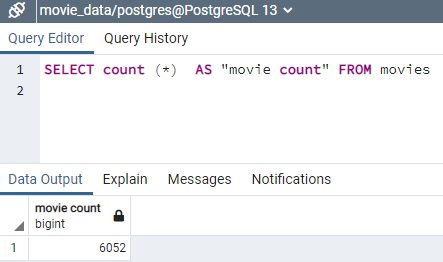 movie_data/postgres@PostgreSQL 13
Query Editor Query History
1 SELECT count (*)  AS "movie count" FROM movies
2
Data Output Explain Messages Notifications
movie count
bigint
1 6052